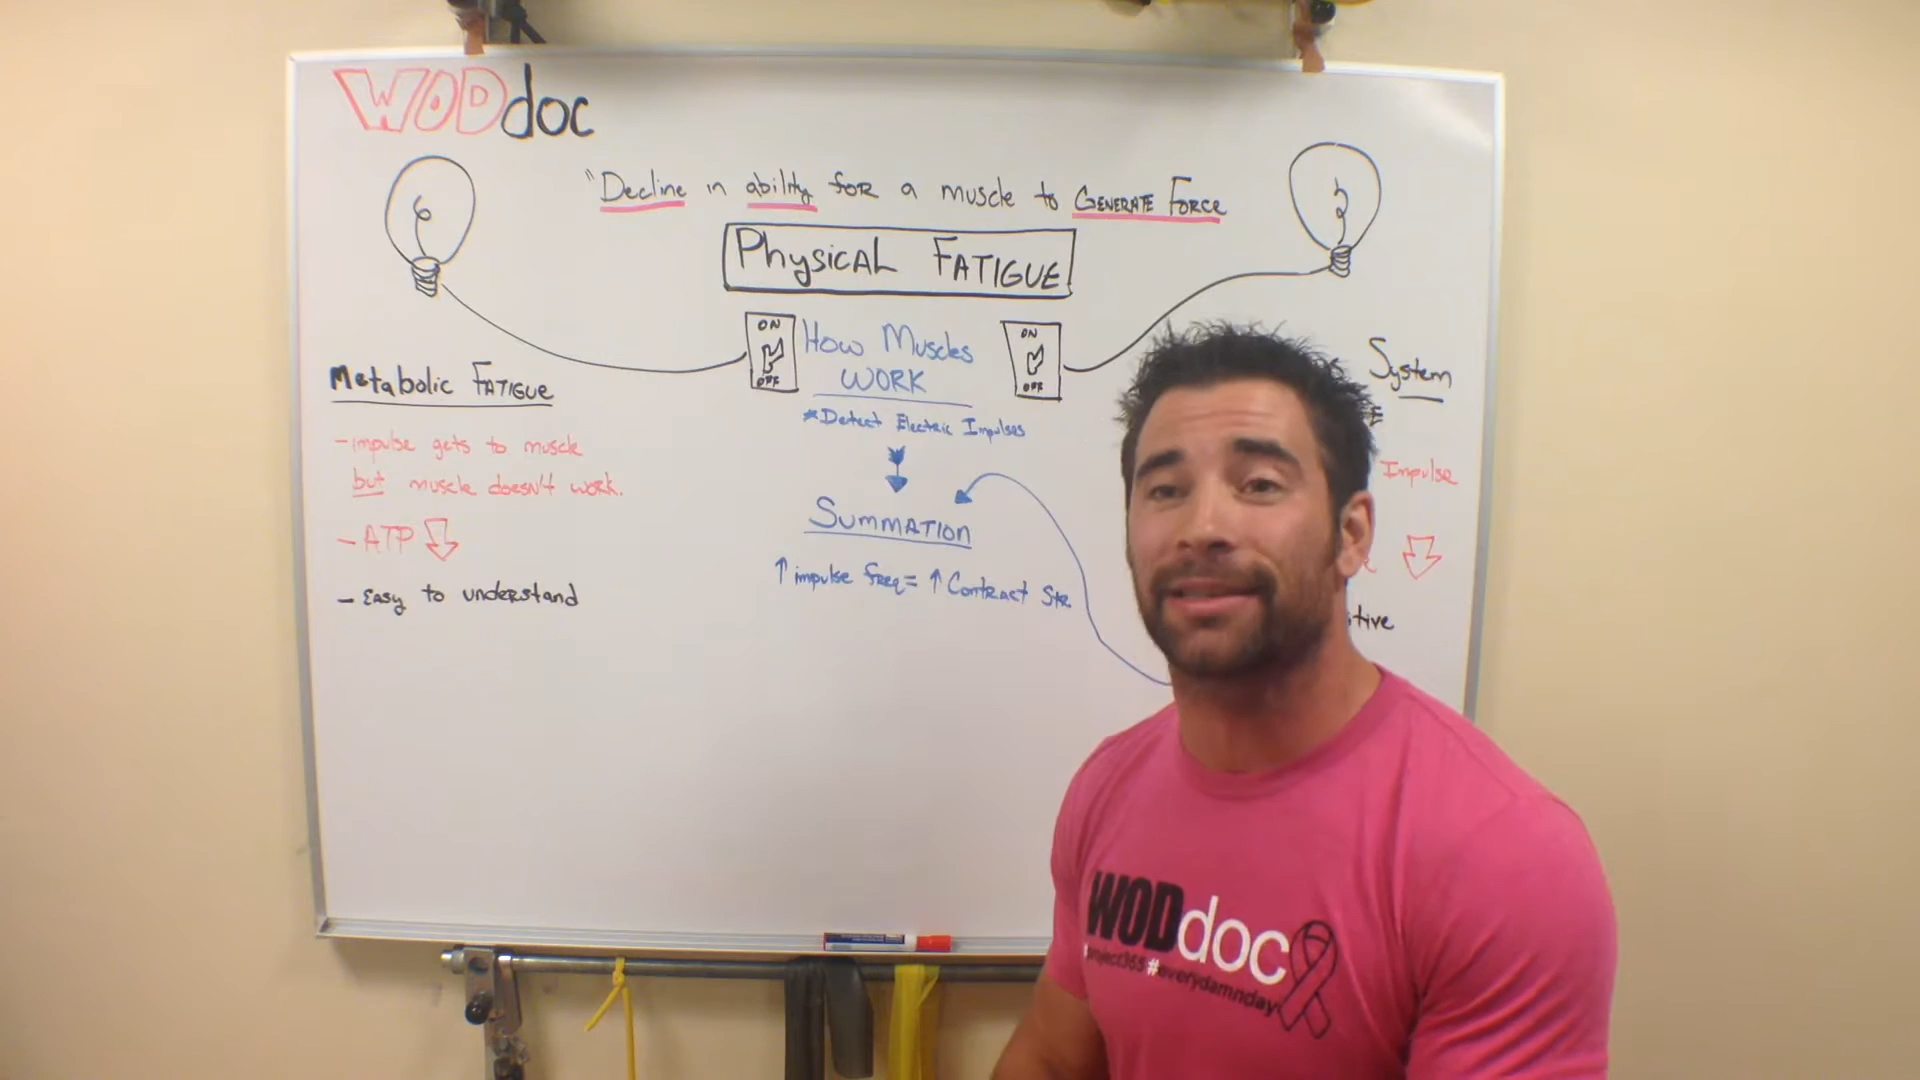 WODdoc
"Decline in ability for a muscle to GENERATE FORCE
Physical FATIGUE
ON
OFF
How Muscles
WORK
ON
OFF
* Detect Electric Impulses
SUMMATION
↑ impulse freq = ↑ Contract Str
Metabolic FATIGUE
- impulse gets to muscle
but muscle doesn't work.
- ATP
- Easy to understand
System
Impulse
WODdoc
project365 #everydamnday